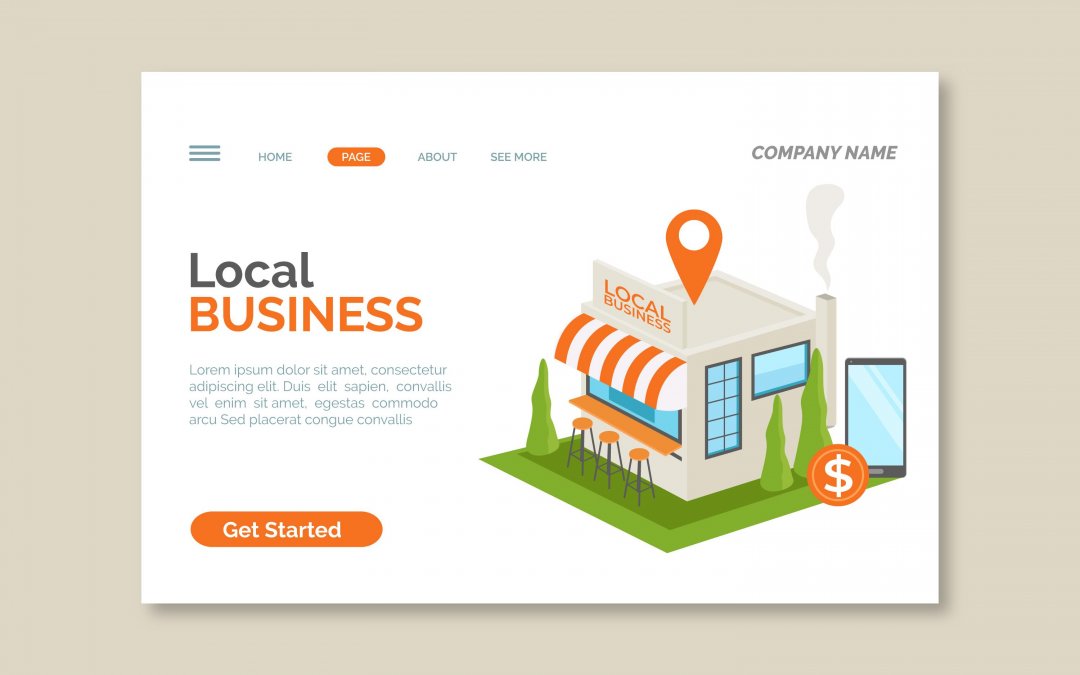 HOME
PAGE
ABOUT
SEE MORE
COMPANY NAME
Local
BUSINESS
Lorem ipsum dolor sit amet, consectetur
adipiscing elit. Duis elit sapien, convallis
vel enim sit amet, egestas commodo
arcu Sed placerat congue convallis
Get Started
LOCAL
BUSINESS
$